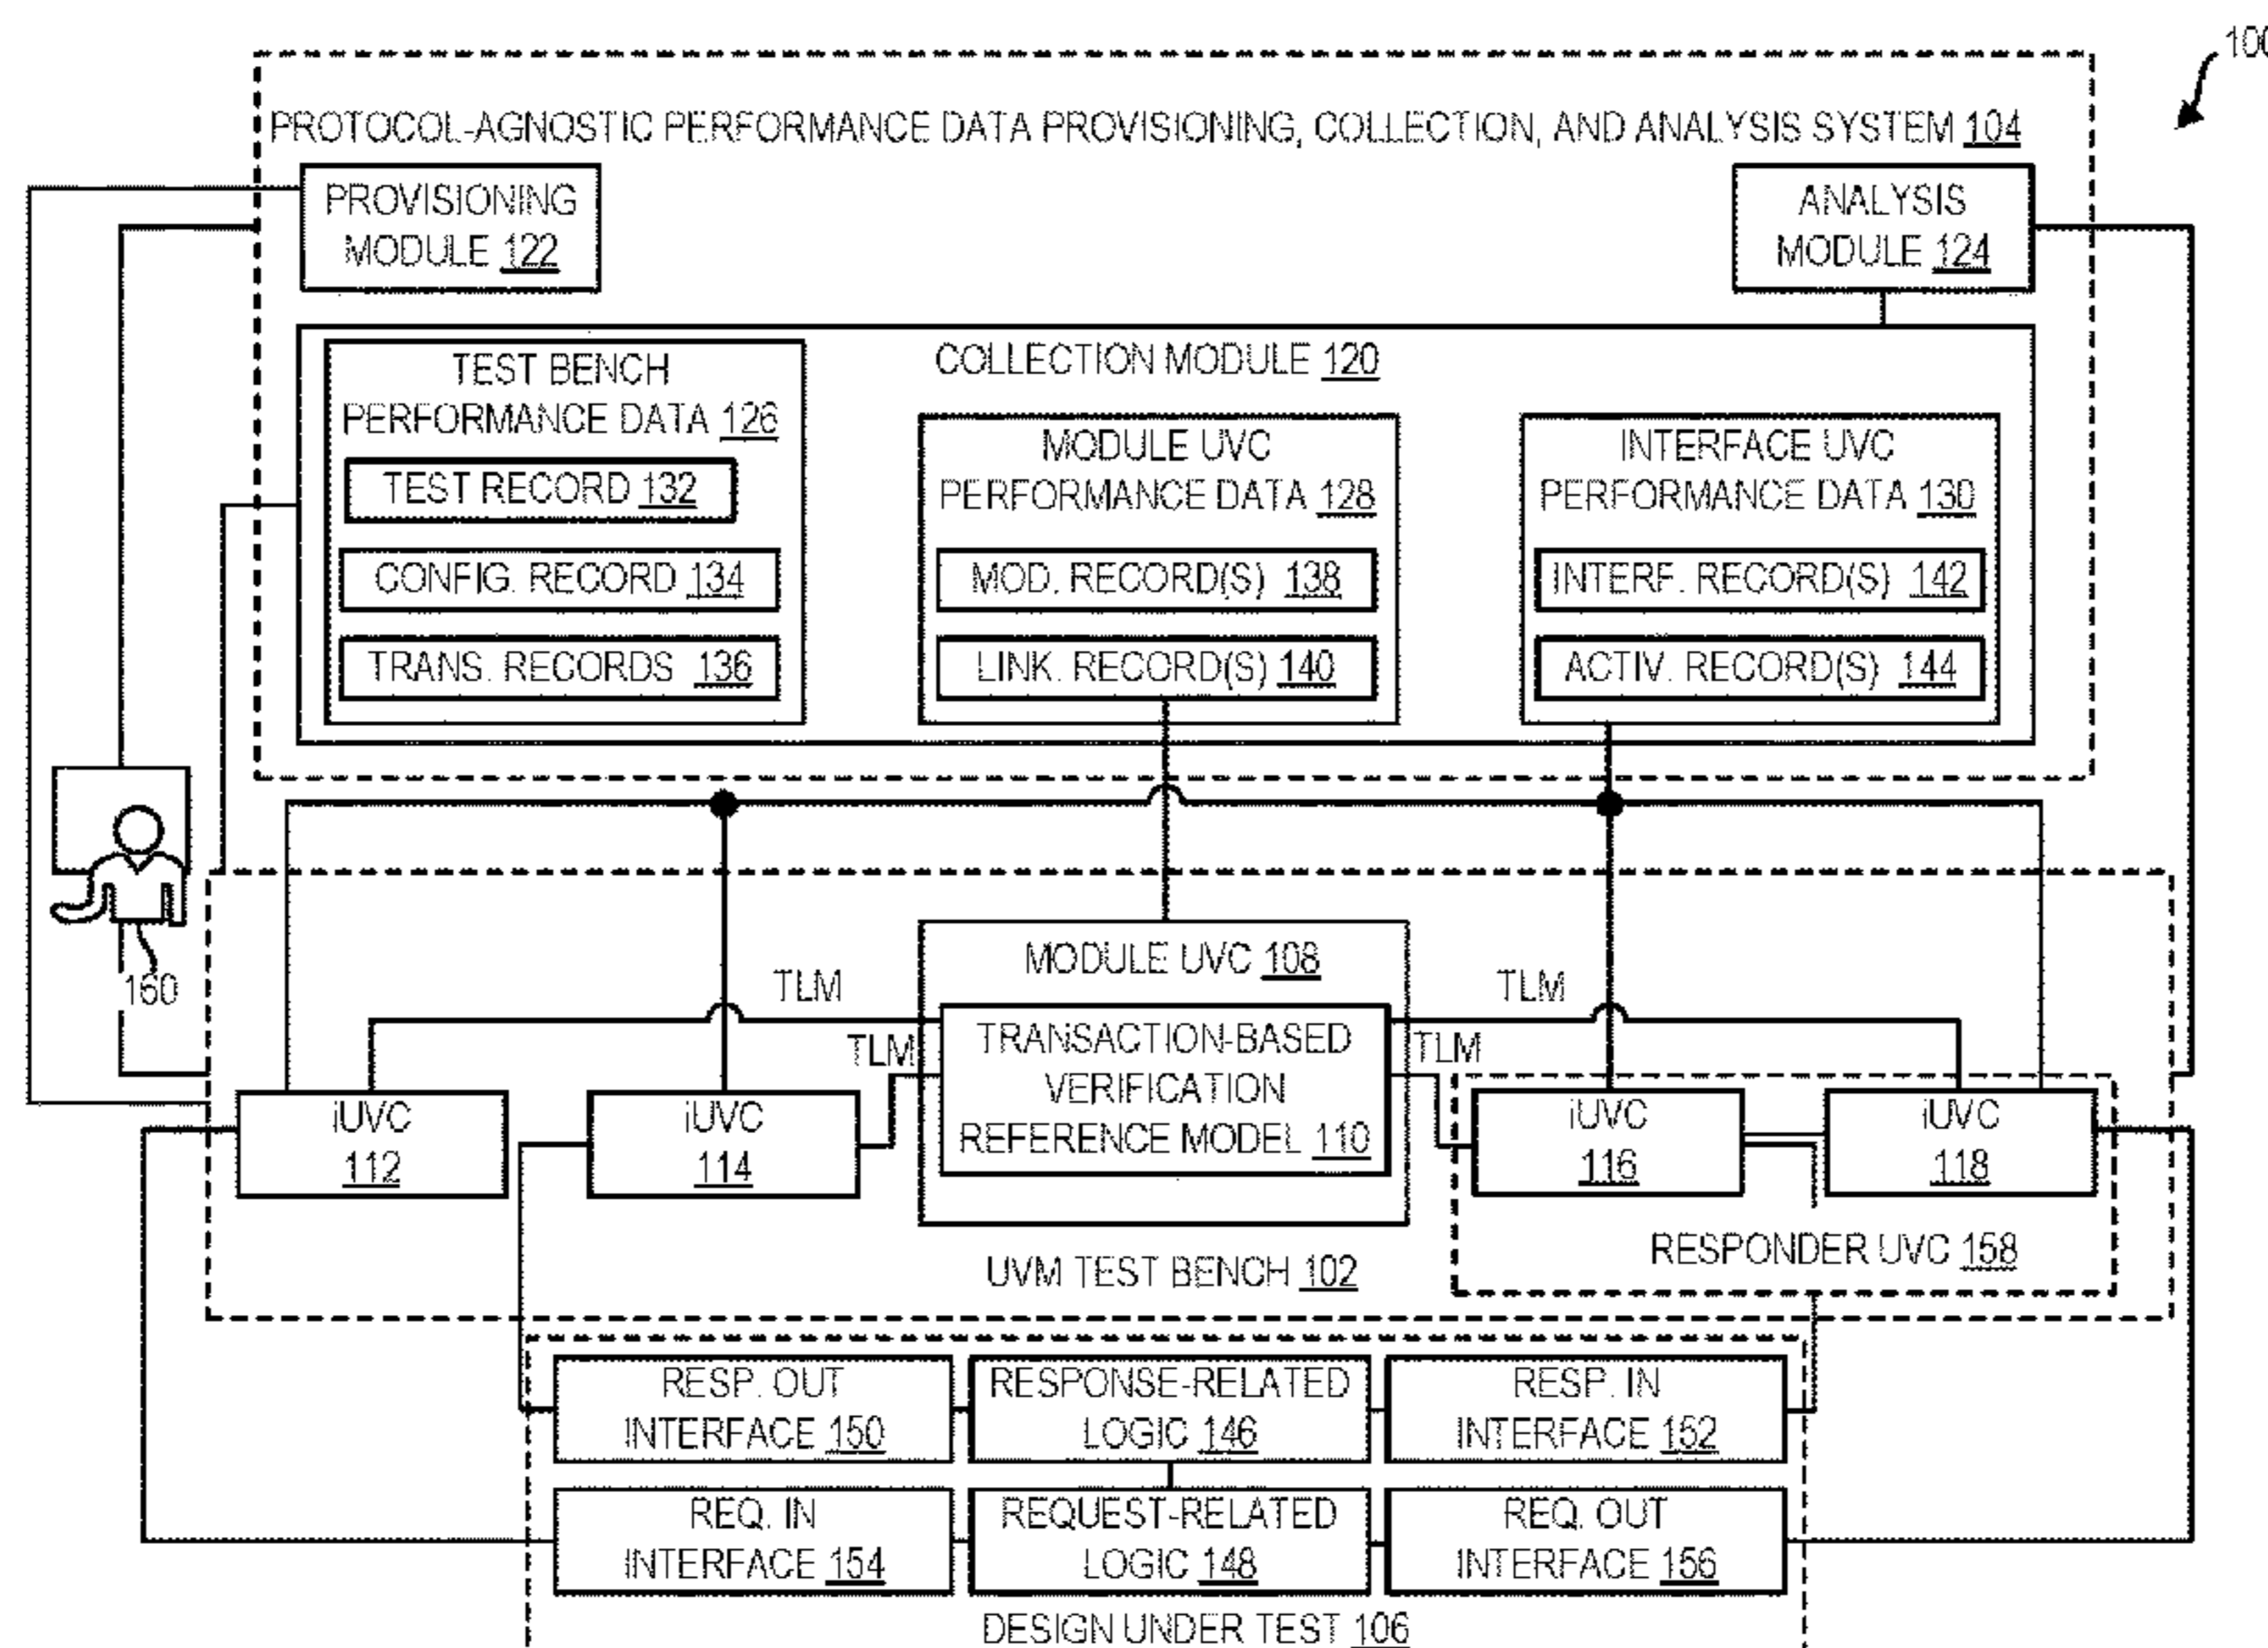 100
PROTOCOL-AGNOSTIC PERFORMANCE DATA PROVISIONING, COLLECTION, AND ANALYSIS SYSTEM 104
PROVISIONING
MODULE 122
ANALYSIS
MODULE 124
COLLECTION MODULE 120
TEST BENCH
PERFORMANCE DATA 126
TEST RECORD 132
CONFIG. RECORD 134
TRANS. RECORDS 136
MODULE UVC
PERFORMANCE DATA 128
MOD. RECORD(S) 138
LINK. RECORD(S) 140
INTERFACE UVC
PERFORMANCE DATA 130
INTERF. RECORD(S) 142
ACTIV. RECORD(S) 144
160
MODULE UVC 108
TLM
TLM
TLM
TLM
TRANSACTION-BASED
VERIFICATION
REFERENCE MODEL 110
iUVC
112
iUVC
114
iUVC
116
iUVC
118
RESPONDER UVC 158
UVM TEST BENCH 102
RESP. OUT
INTERFACE 150
RESPONSE-RELATED
LOGIC 146
RESP. IN
INTERFACE 152
REQ. IN
INTERFACE 154
REQUEST-RELATED
LOGIC 148
REQ. OUT
INTERFACE 156
DESIGN UNDER TEST 106